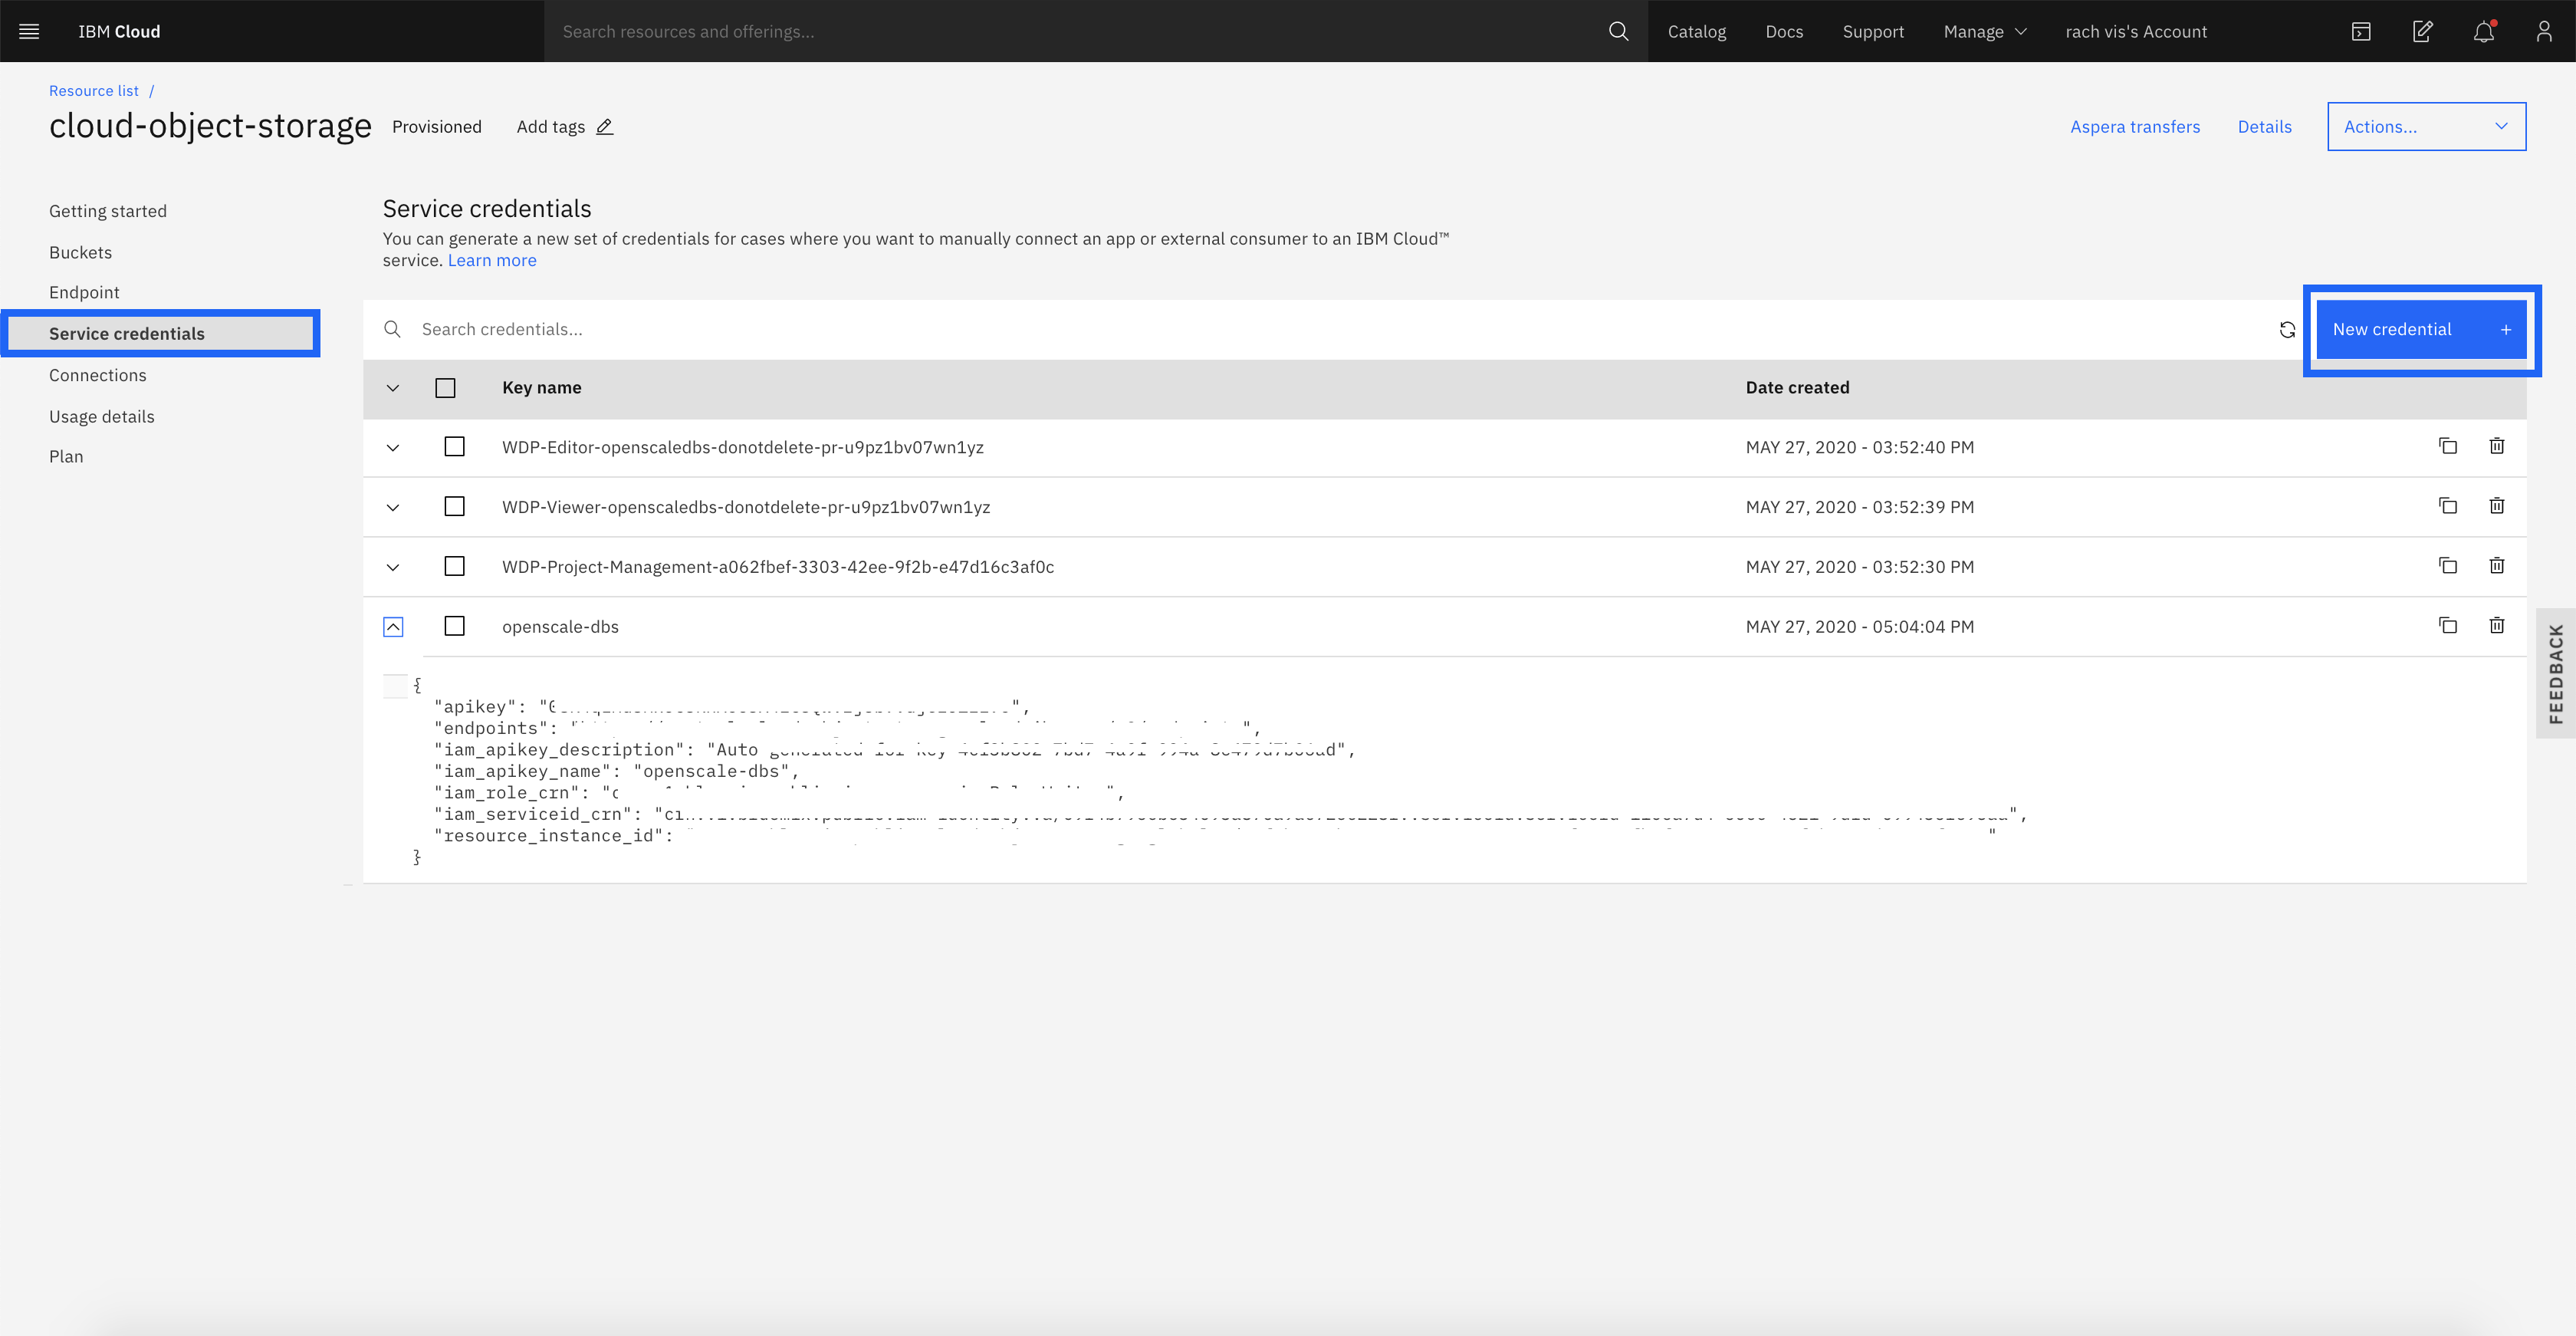 IBM Cloud
Search resources and offerings...
Catalog
Docs
Support
Manage
rach vis's Account
Resource list /
cloud-object-storage
Provisioned
Add tags
Aspera transfers
Details
Actions...
Getting started
Buckets
Endpoint
Service credentials
Connections
Usage details
Plan
Service credentials
You can generate a new set of credentials for cases where you want to manually connect an app or external consumer to an IBM Cloud™
service. Learn more
Search credentials...
New credential +
Key name Date created
WDP-Editor-openscaledbs-donotdelete-pr-u9pz1bv07wn1yz MAY 27, 2020 - 03:52:40 PM
WDP-Viewer-openscaledbs-donotdelete-pr-u9pz1bv07wn1yz MAY 27, 2020 - 03:52:39 PM
WDP-Project-Management-a062fbef-3303-42ee-9f2b-e47d16c3af0c MAY 27, 2020 - 03:52:30 PM
openscale-dbs MAY 27, 2020 - 05:04:04 PM
{
"apikey": "
"endpoints": "
"iam_apikey_description": "Auto generated for key
"iam_apikey_name": "openscale-dbs",
"iam_role_crn": "
"iam_serviceid_crn": "
"resource_instance_id": "
}
FEEDBACK